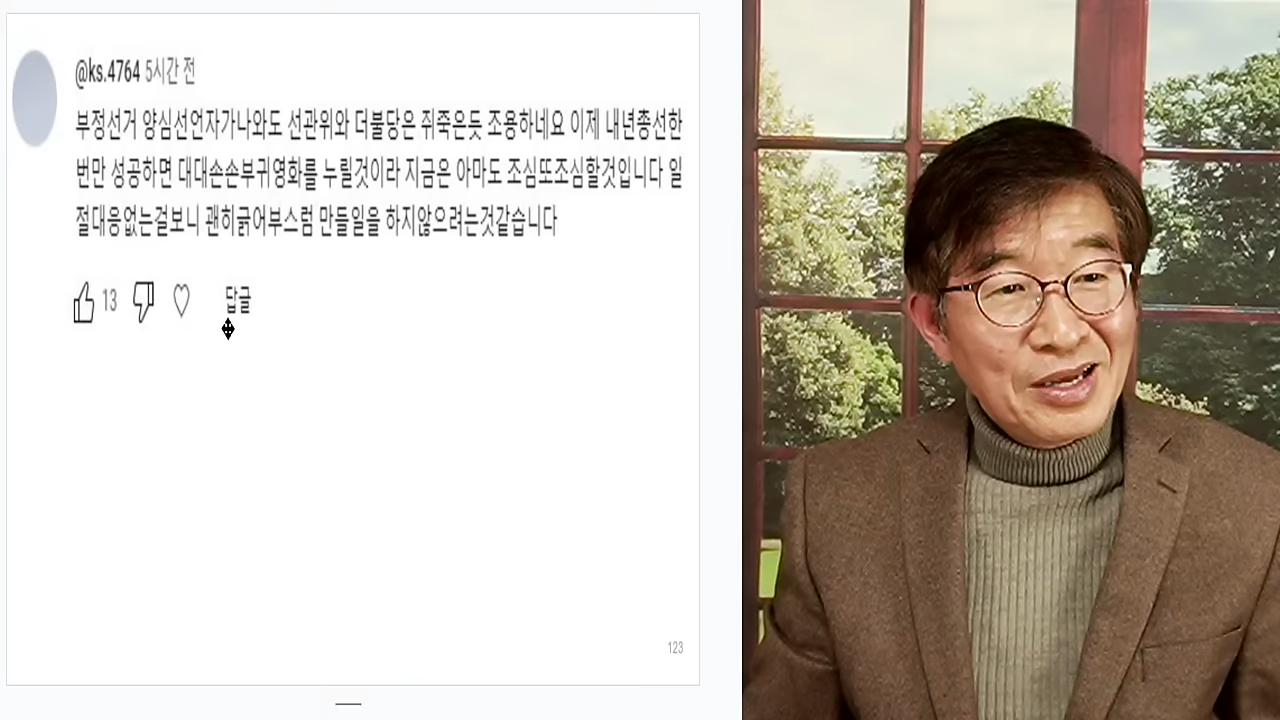 @ks.4764 5시간 전
부정선거 양심선언자가나와도 선관위와 더불당은 쥐죽은듯 조용하네요 이제 내년총선한
번만 성공하면 대대손손부귀영화를 누릴것이라 지금은 아마도 조심또조심할것입니다 일
절대응없는걸보니 괜히긁어부스럼 만들일을 하지않으려는것같습니다
13 답글
123